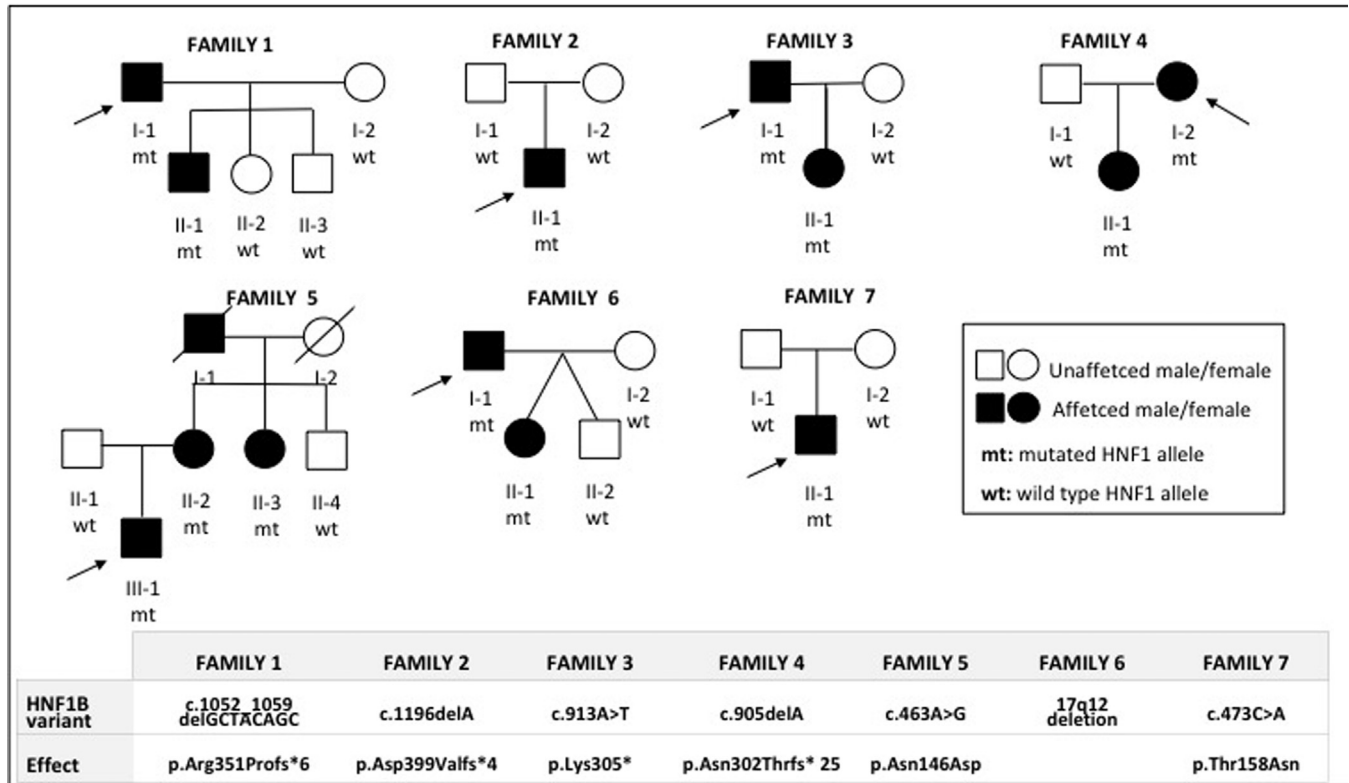 FAMILY 1
I-1
mt
I-2
wt
II-1
mt
II-2
wt
II-3
wt
FAMILY 2
I-1
wt
I-2
wt
II-1
mt
FAMILY 3
I-1
mt
I-2
wt
II-1
mt
FAMILY 4
I-1
wt
I-2
mt
II-1
mt
FAMILY 5
I-1
I-2
II-1
wt
II-2
mt
II-3
mt
II-4
wt
III-1
mt
FAMILY 6
I-1
mt
I-2
wt
II-1
mt
II-2
wt
FAMILY 7
I-1
wt
I-2
wt
II-1
mt
Unaffetced male/female
Affetced male/female
mt: mutated HNF1 allele
wt: wild type HNF1 allele
FAMILY 1 FAMILY 2 FAMILY 3 FAMILY 4 FAMILY 5 FAMILY 6 FAMILY 7
HNF1B variant c.1052_1059 delGCTACAGC c.1196delA c.913A>T c.905delA c.463A>G 17q12 deletion c.473C>A
Effect p.Arg351Profs*6 p.Asp399Valfs*4 p.Lys305* p.Asn302Thrfs* 25 p.Asn146Asp p.Thr158Asn